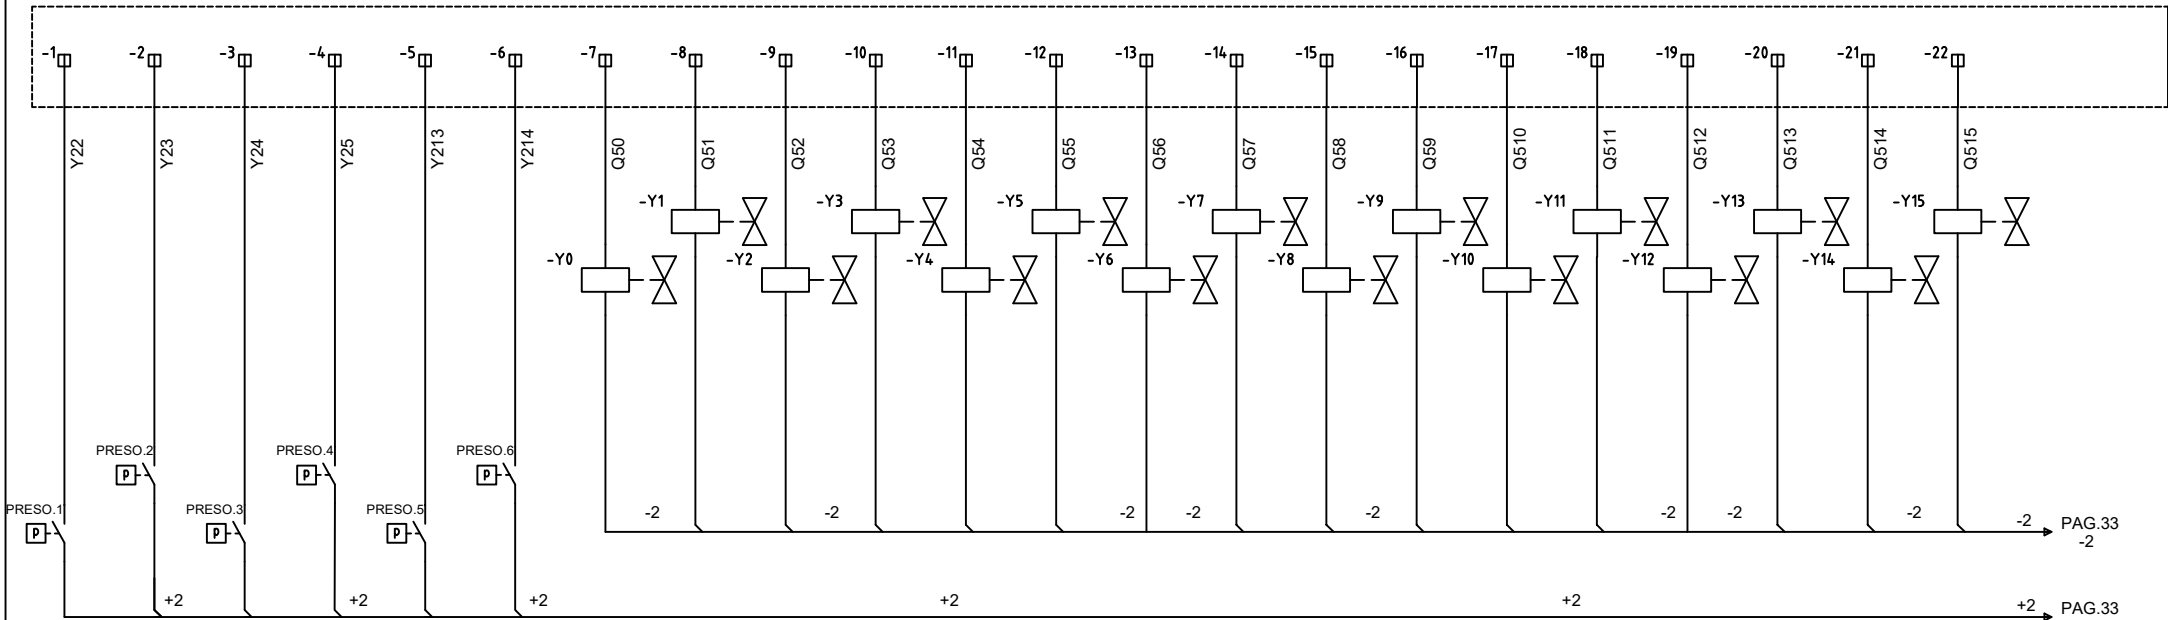 -1 -2 -3 -4 -5 -6 -7 -8 -9 -10 -11 -12 -13 -14 -15 -16 -17 -18 -19 -20 -21 -22
Y22 Y23 Y24 Y25 Y213 Y214 Q50 Q51 Q52 Q53 Q54 Q55 Q56 Q57 Q58 Q59 Q510 Q511 Q512 Q513 Q514 Q515
-Y1 -Y3 -Y5 -Y7 -Y9 -Y11 -Y13 -Y15
-Y0 -Y2 -Y4 -Y6 -Y8 -Y10 -Y12 -Y14
PRESO.2 PRESO.4 PRESO.6
P P P
PRESO.1 PRESO.3 PRESO.5
P P P
-2 -2 -2 -2 -2 -2 -2 -2 -2 PAG.33
-2
+2 +2 +2 +2 +2 +2 PAG.33